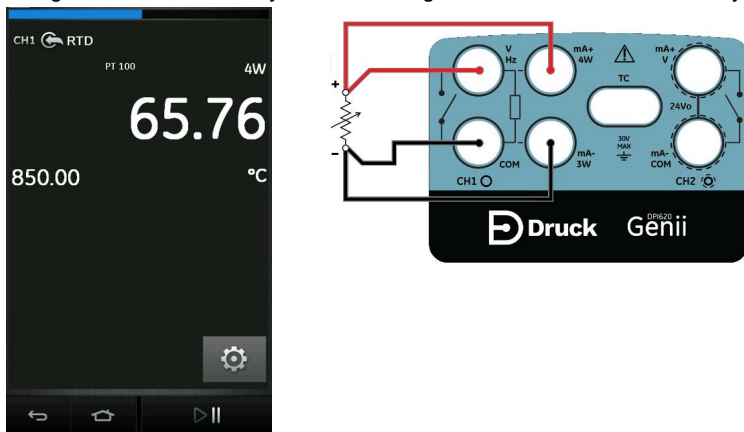 CH1 RTD
PT 100
4W
65.76
850.00
°C
+
−
V
Hz
mA+
4W
mA+
V
TC
24Vo
30V
MAX
COM
mA-
3W
mA-
COM
CH1
CH2
Druck
DPI620
Genii